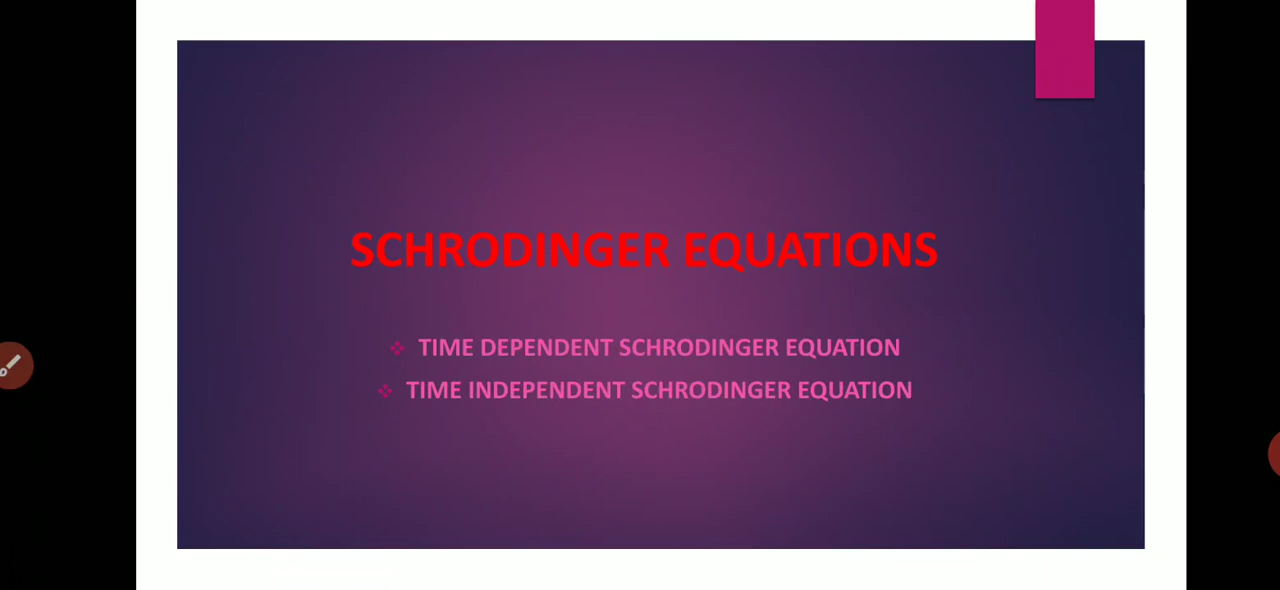 SCHRODINGER EQUATIONS
TIME DEPENDENT SCHRODINGER EQUATION
TIME INDEPENDENT SCHRODINGER EQUATION